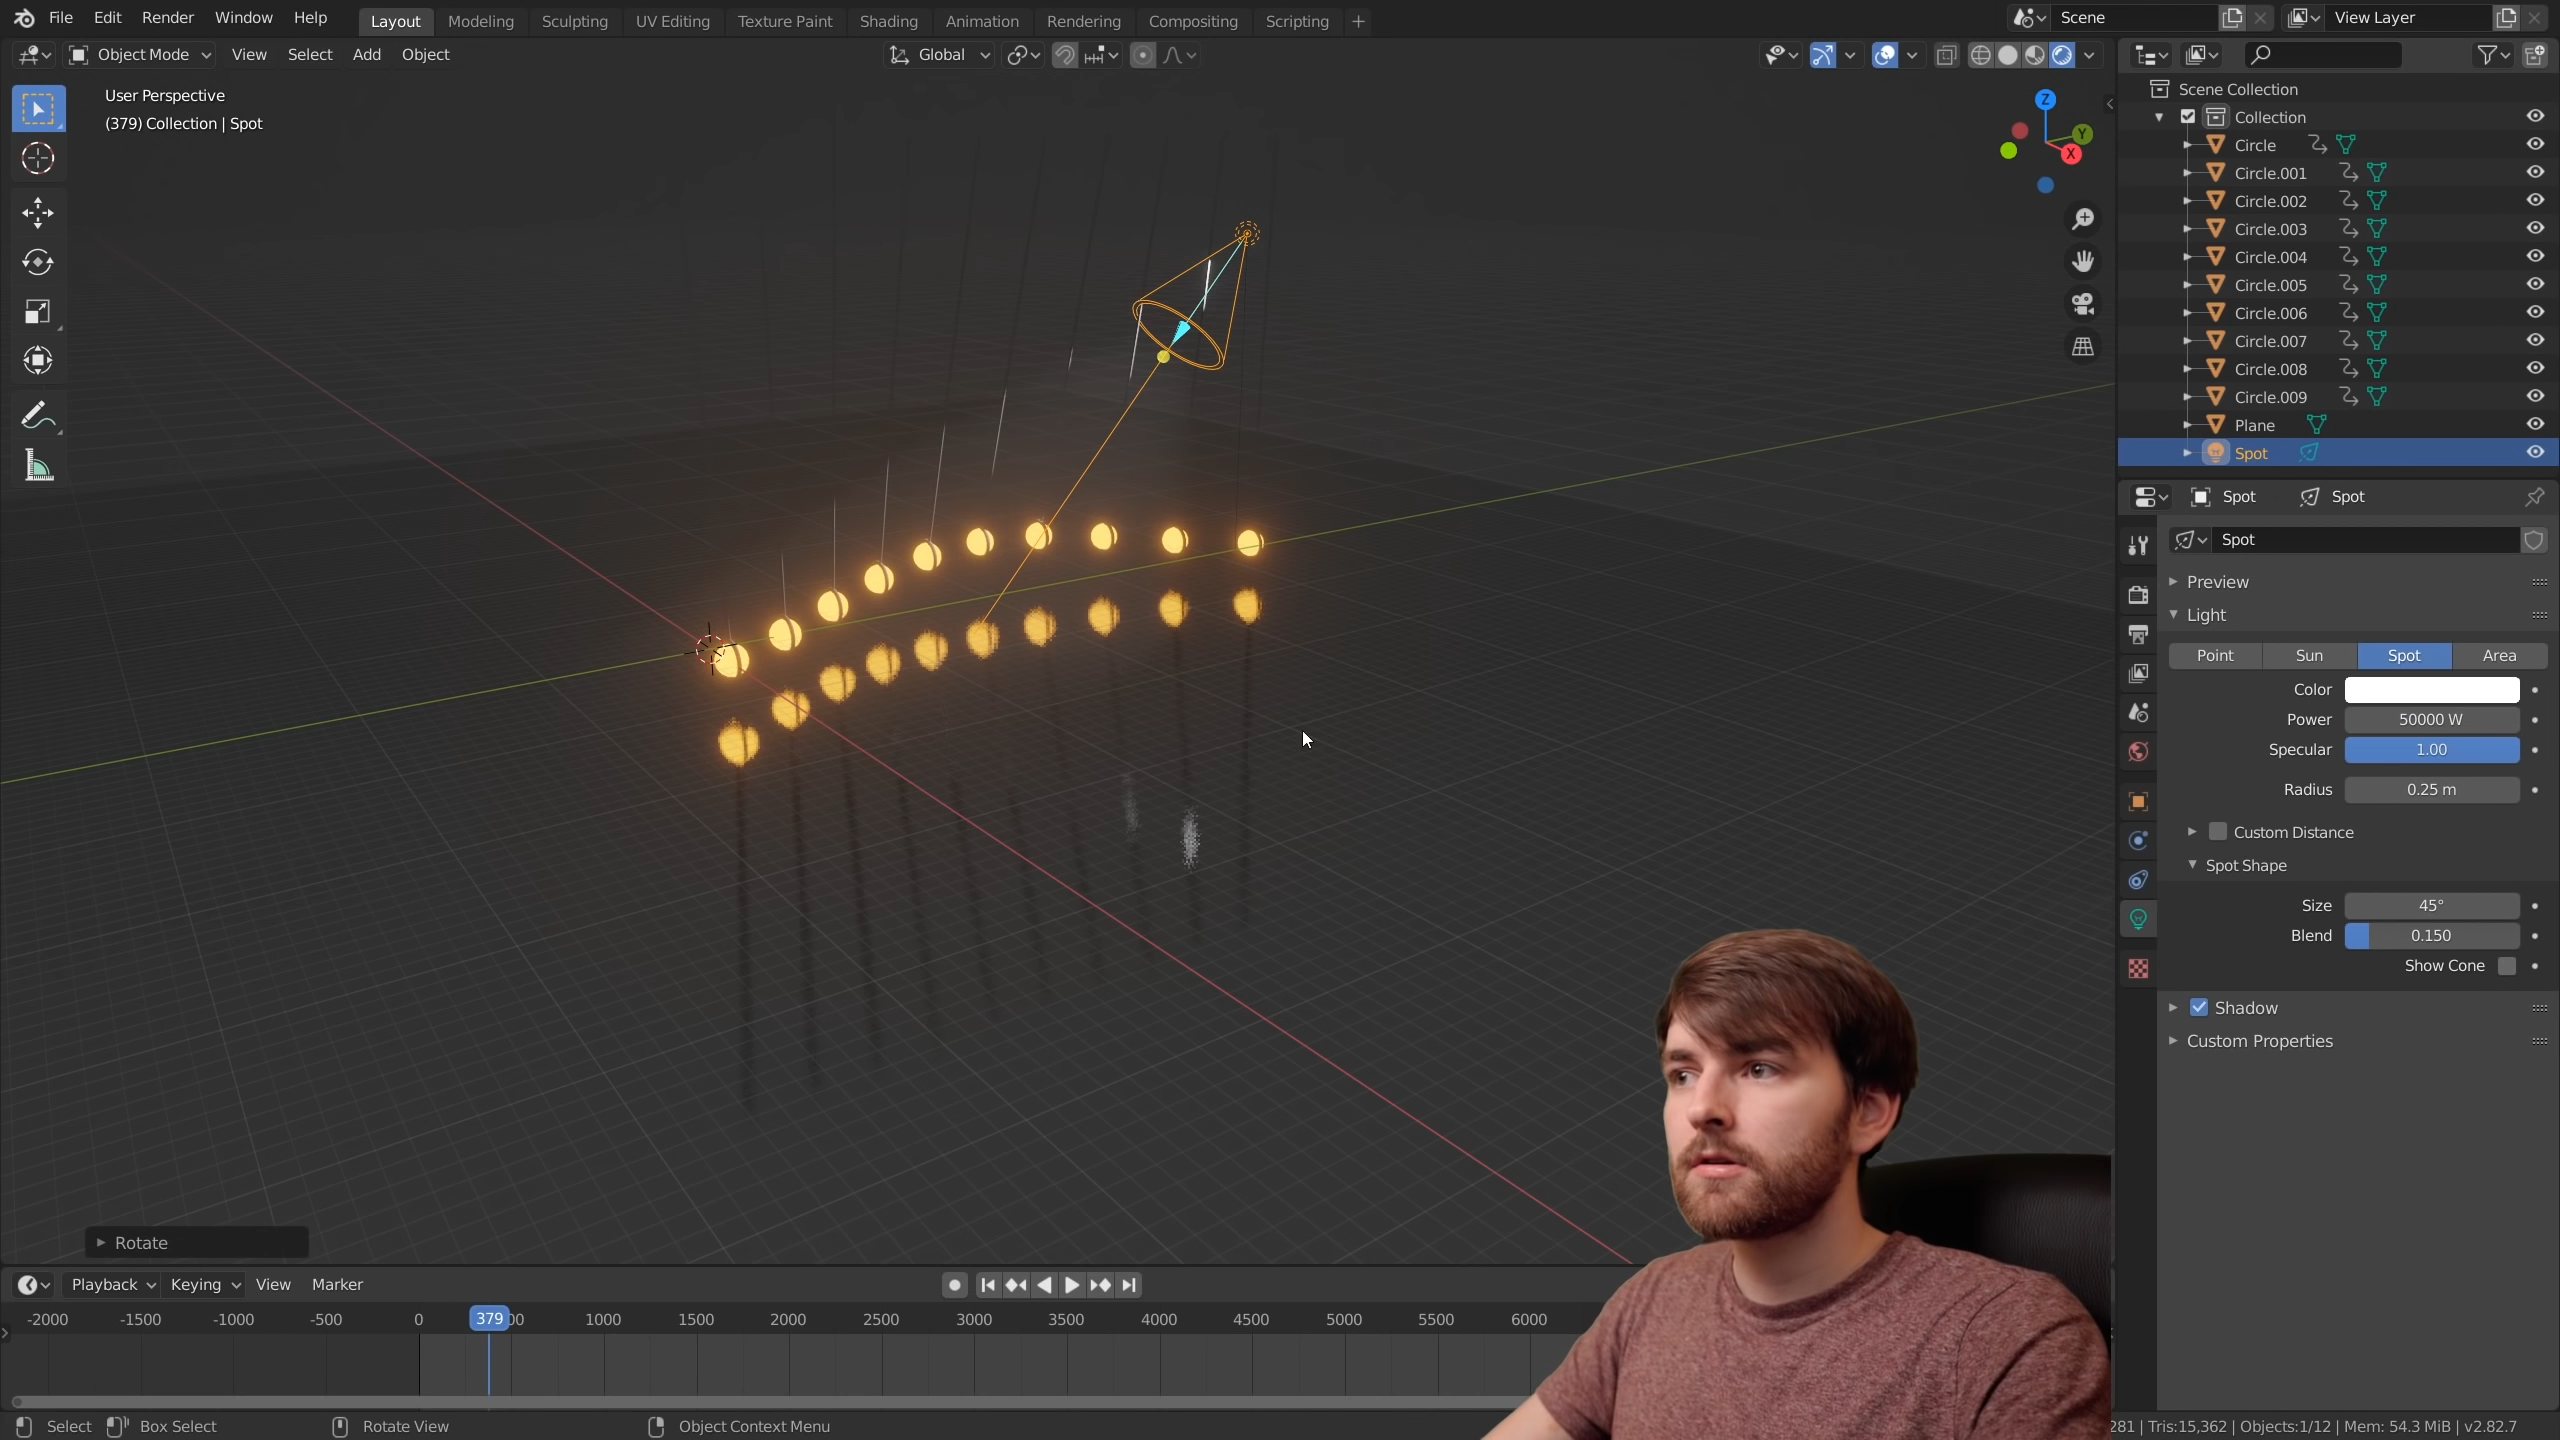 File Edit Render Window Help Layout Modeling Sculpting UV Editing Texture Paint Shading Animation Rendering Compositing Scripting + Scene View Layer
Object Mode View Select Add Object Global
User Perspective
(379) Collection | Spot
Z
Y
X
Scene Collection
Collection
Circle
Circle.001
Circle.002
Circle.003
Circle.004
Circle.005
Circle.006
Circle.007
Circle.008
Circle.009
Plane
Spot
Spot Spot
Spot
Preview
Light
Point Sun Spot Area
Color
Power 50000 W
Specular 1.00
Radius 0.25 m
Custom Distance
Spot Shape
Size 45°
Blend 0.150
Show Cone
Shadow
Custom Properties
Rotate
Playback Keying View Marker
-2000 -1500 -1000 -500 0 379 1000 1500 2000 2500 3000 3500 4000 4500 5000 5500 6000
Select Box Select Rotate View Object Context Menu 281 | Tris:15,362 | Objects:1/12 | Mem: 54.3 MiB | v2.82.7